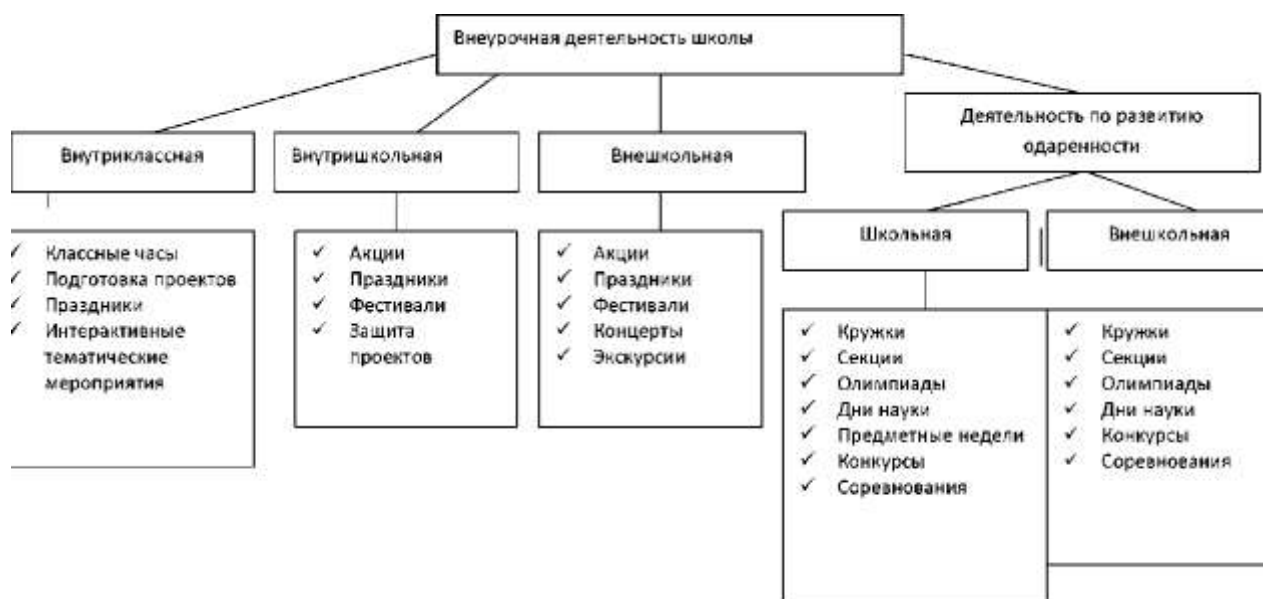 Внеурочная деятельность школы
Внутриклассная
Внутришкольная
Внешкольная
Деятельность по развитию
одаренности
Школьная
Внешкольная
✓ Классные часы
✓ Подготовка проектов
✓ Праздники
✓ Интерактивные
тематические
мероприятия
✓ Акции
✓ Праздники
✓ Фестивали
✓ Защита
проектов
✓ Акции
✓ Праздники
✓ Фестивали
✓ Концерты
✓ Экскурсии
✓ Кружки
✓ Секции
✓ Олимпиады
✓ Дни науки
✓ Предметные недели
✓ Конкурсы
✓ Соревнования
✓ Кружки
✓ Секции
✓ Олимпиады
✓ Дни науки
✓ Конкурсы
✓ Соревнования